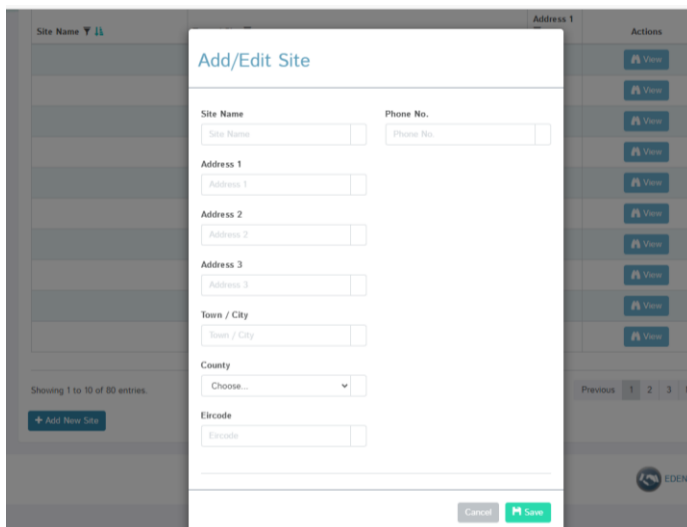 Address 1
Site Name
Actions
Add/Edit Site
View
View
View
View
View
View
View
View
View
View
Site Name
Phone No.
Site Name
Phone No.
Address 1
Address 1
Address 2
Address 2
Address 3
Address 3
Town / City
Town / City
County
Choose...
Eircode
Eircode
Showing 1 to 10 of 80 entries.
Previous 1 2 3
+ Add New Site
EDEN
Cancel
Save